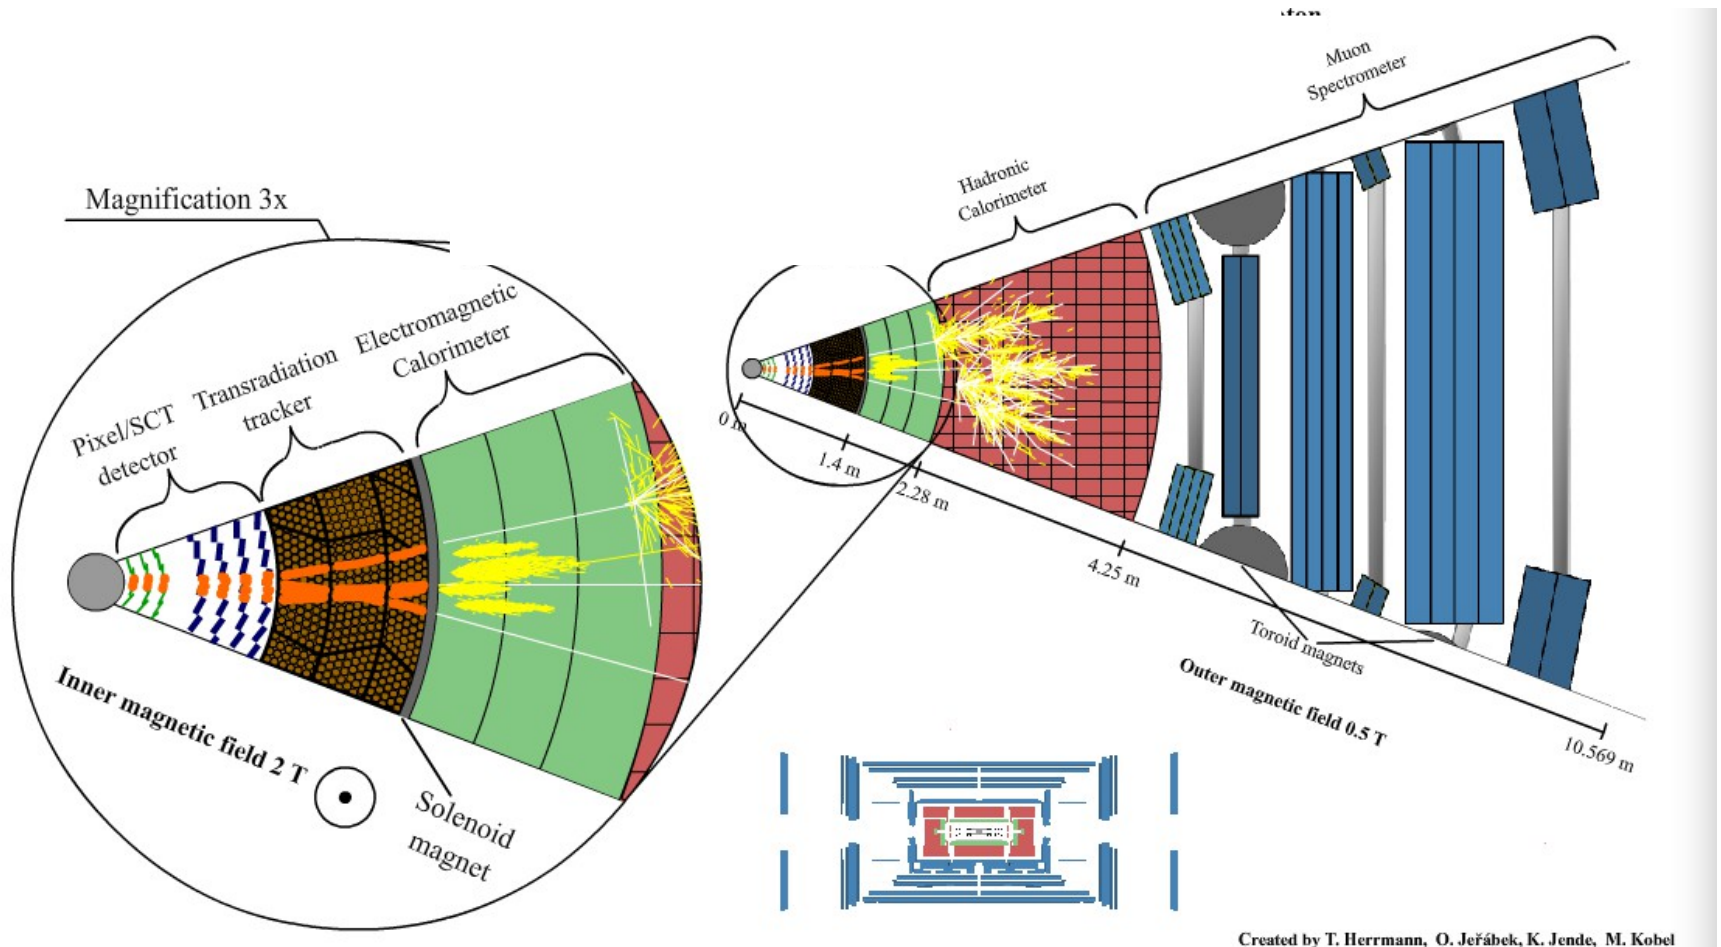 Muon
Spectrometer
Hadronic
Calorimeter
Magnification 3x
Electromagnetic
Calorimeter
Transradiation
tracker
Pixel/SCT
detector
0 m
1.4 m
2.28 m
4.25 m
10.569 m
Toroid magnets
Outer magnetic field 0.5 T
Inner magnetic field 2 T
Solenoid
magnet
Created by T. Herrmann, O. Jeřábek, K. Jende, M. Kobel